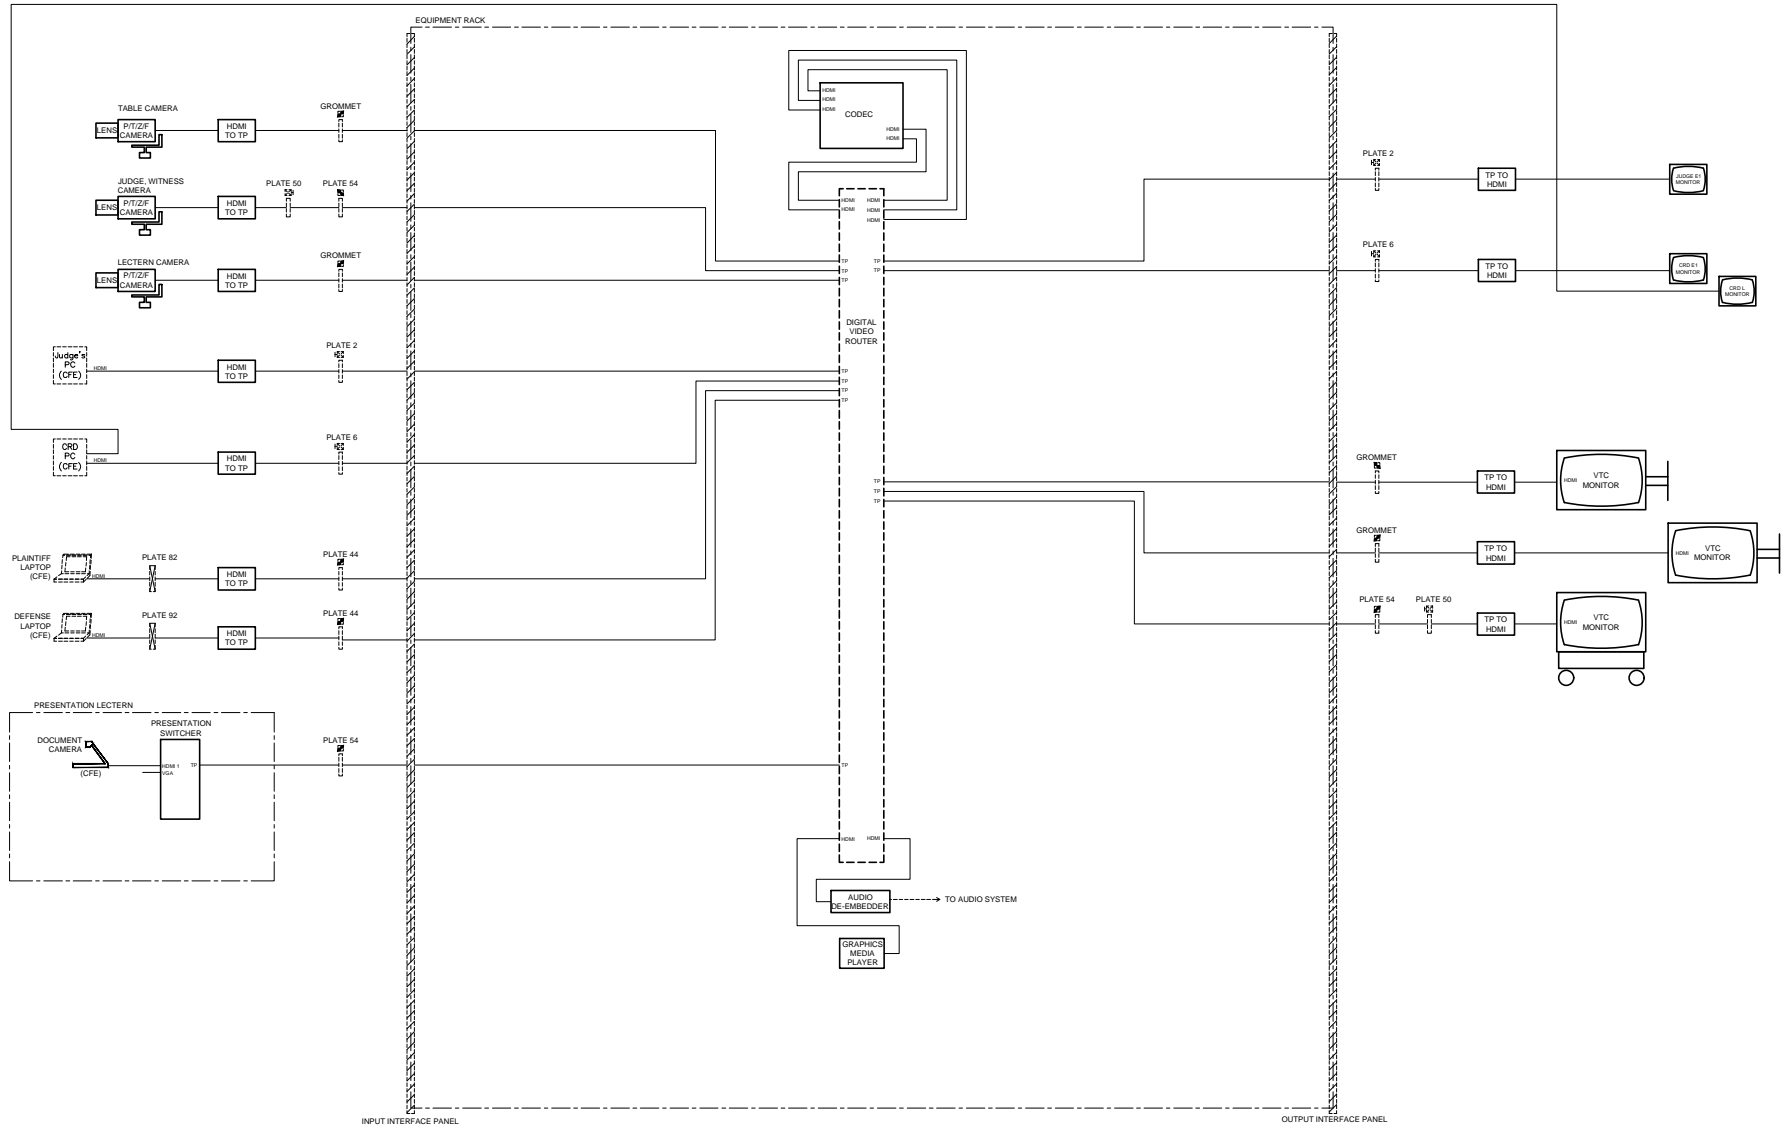 EQUIPMENT RACK
TABLE CAMERA
LENS
P/T/Z/F
CAMERA
HDMI
TO TP
GROMMET
JUDGE, WITNESS
CAMERA
LENS
P/T/Z/F
CAMERA
HDMI
TO TP
PLATE 50
PLATE 54
LECTERN CAMERA
LENS
P/T/Z/F
CAMERA
HDMI
TO TP
GROMMET
Judge's
PC
(CFE)
HDMI
HDMI
TO TP
PLATE 2
CRD
PC
(CFE)
HDMI
HDMI
TO TP
PLATE 6
PLAINTIFF
LAPTOP
(CFE)
HDMI
PLATE 82
HDMI
TO TP
PLATE 44
DEFENSE
LAPTOP
(CFE)
HDMI
PLATE 92
HDMI
TO TP
PLATE 44
PRESENTATION LECTERN
PRESENTATION
SWITCHER
DOCUMENT
CAMERA
(CFE)
HDMI 1
VGA
TP
PLATE 54
INPUT INTERFACE PANEL
HDMI
HDMI
HDMI
CODEC
HDMI
HDMI
HDMI
HDMI
HDMI
HDMI
HDMI
TP
TP
TP
TP
TP
DIGITAL
VIDEO
ROUTER
TP
TP
TP
TP
TP
TP
TP
TP
HDMI
HDMI
AUDIO
DE-EMBEDDER
TO AUDIO SYSTEM
GRAPHICS
MEDIA
PLAYER
PLATE 2
TP TO
HDMI
JUDGE E1
MONITOR
PLATE 6
TP TO
HDMI
CRD E1
MONITOR
CRD L
MONITOR
GROMMET
TP TO
HDMI
HDMI
VTC
MONITOR
GROMMET
TP TO
HDMI
HDMI
VTC
MONITOR
PLATE 54
PLATE 50
TP TO
HDMI
HDMI
VTC
MONITOR
OUTPUT INTERFACE PANEL